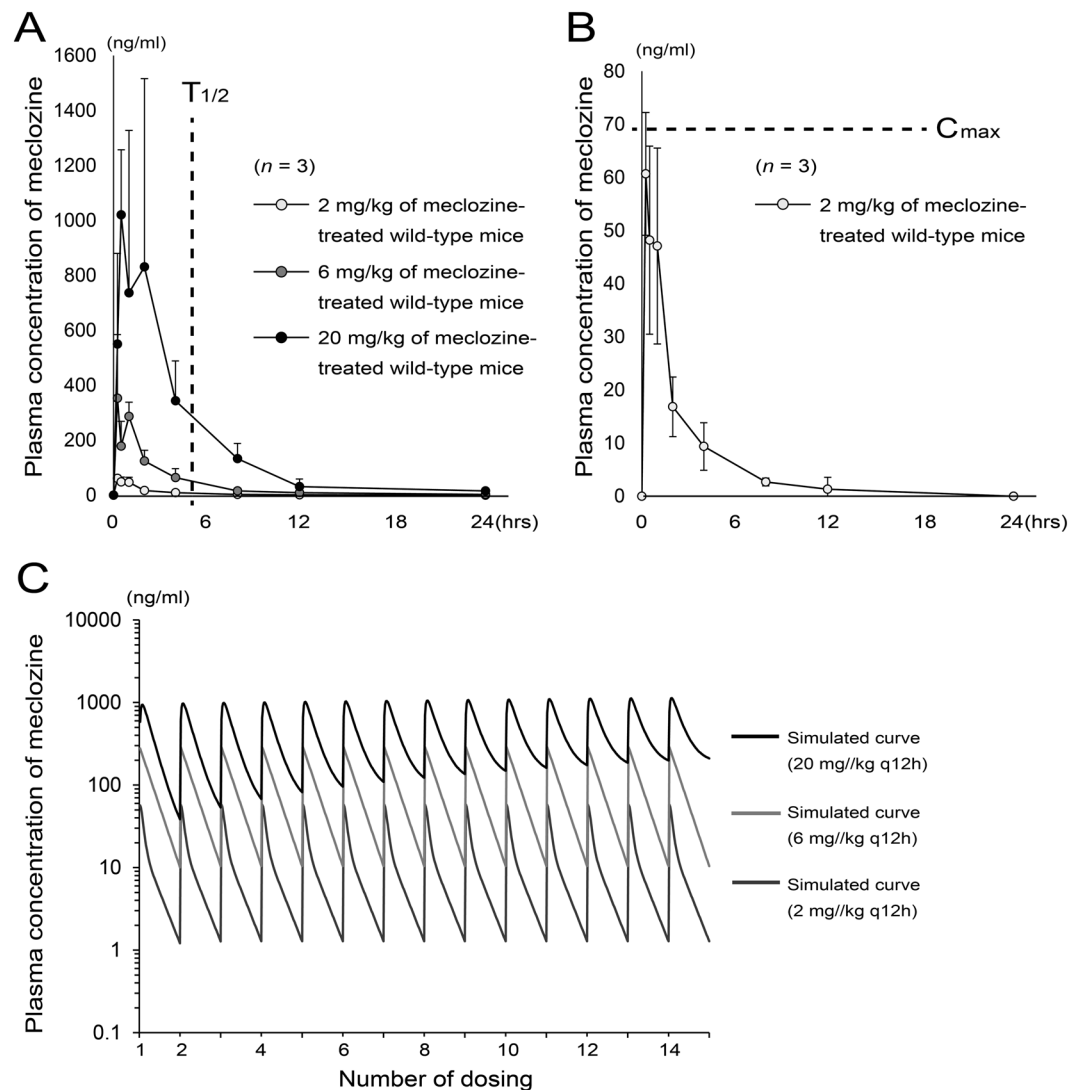 A
(ng/ml)
Plasma concentration of meclozine
1600
1400
1200
1000
800
600
400
200
0
T1/2
(n = 3)
2 mg/kg of meclozine-
treated wild-type mice
6 mg/kg of meclozine-
treated wild-type mice
20 mg/kg of meclozine-
treated wild-type mice
0 6 12 18 24(hrs)
B
(ng/ml)
Plasma concentration of meclozine
80
70
60
50
40
30
20
10
0
Cmax
(n = 3)
2 mg/kg of meclozine-
treated wild-type mice
0 6 12 18 24(hrs)
C
(ng/ml)
Plasma concentration of meclozine
10000
1000
100
10
1
0.1
1 2 4 6 8 10 12 14
Number of dosing
Simulated curve
(20 mg//kg q12h)
Simulated curve
(6 mg//kg q12h)
Simulated curve
(2 mg//kg q12h)